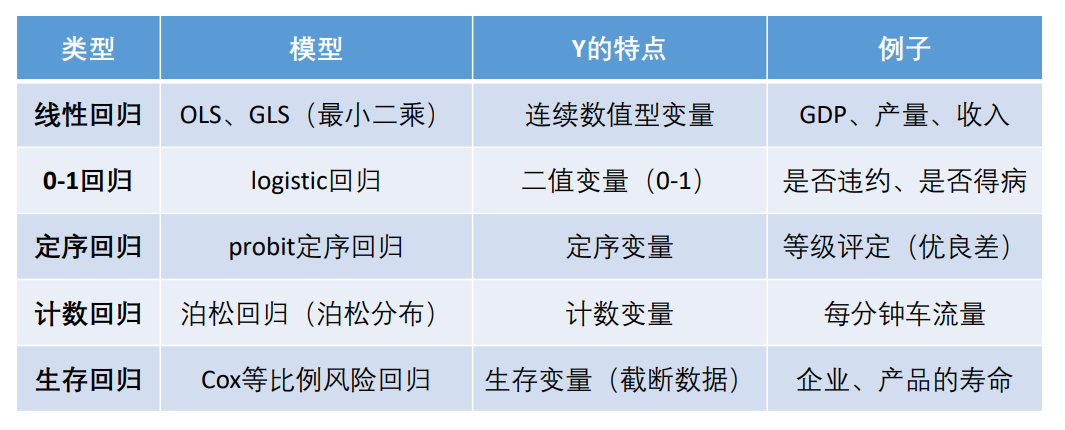 类型 模型 Y的特点 例子
线性回归 OLS、GLS（最小二乘） 连续数值型变量 GDP、产量、收入
0-1回归 logistic回归 二值变量（0-1） 是否违约、是否得病
定序回归 probit定序回归 定序变量 等级评定（优良差）
计数回归 泊松回归（泊松分布） 计数变量 每分钟车流量
生存回归 Cox等比例风险回归 生存变量（截断数据） 企业、产品的寿命